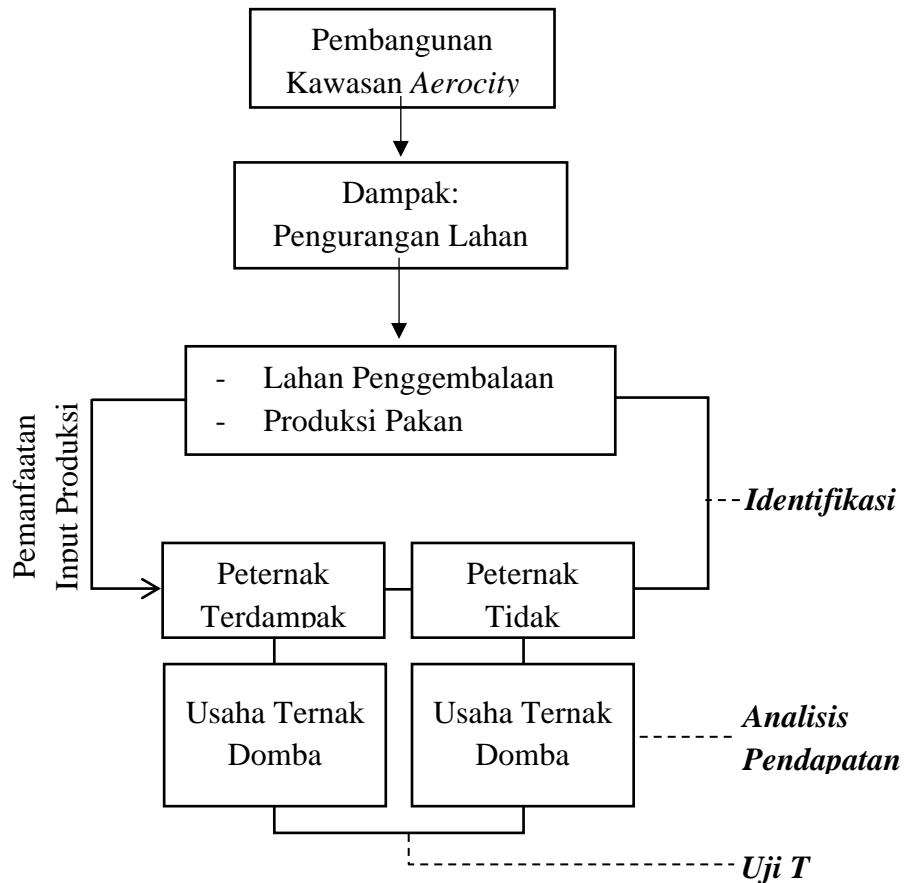 Pembangunan
Kawasan Aerocity
Dampak:
Pengurangan Lahan
- Lahan Penggembalaan
- Produksi Pakan
Pemanfaatan
Input Produksi
Identifikasi
Peternak
Terdampak
Peternak
Tidak
Usaha Ternak
Domba
Usaha Ternak
Domba
Analisis
Pendapatan
Uji T